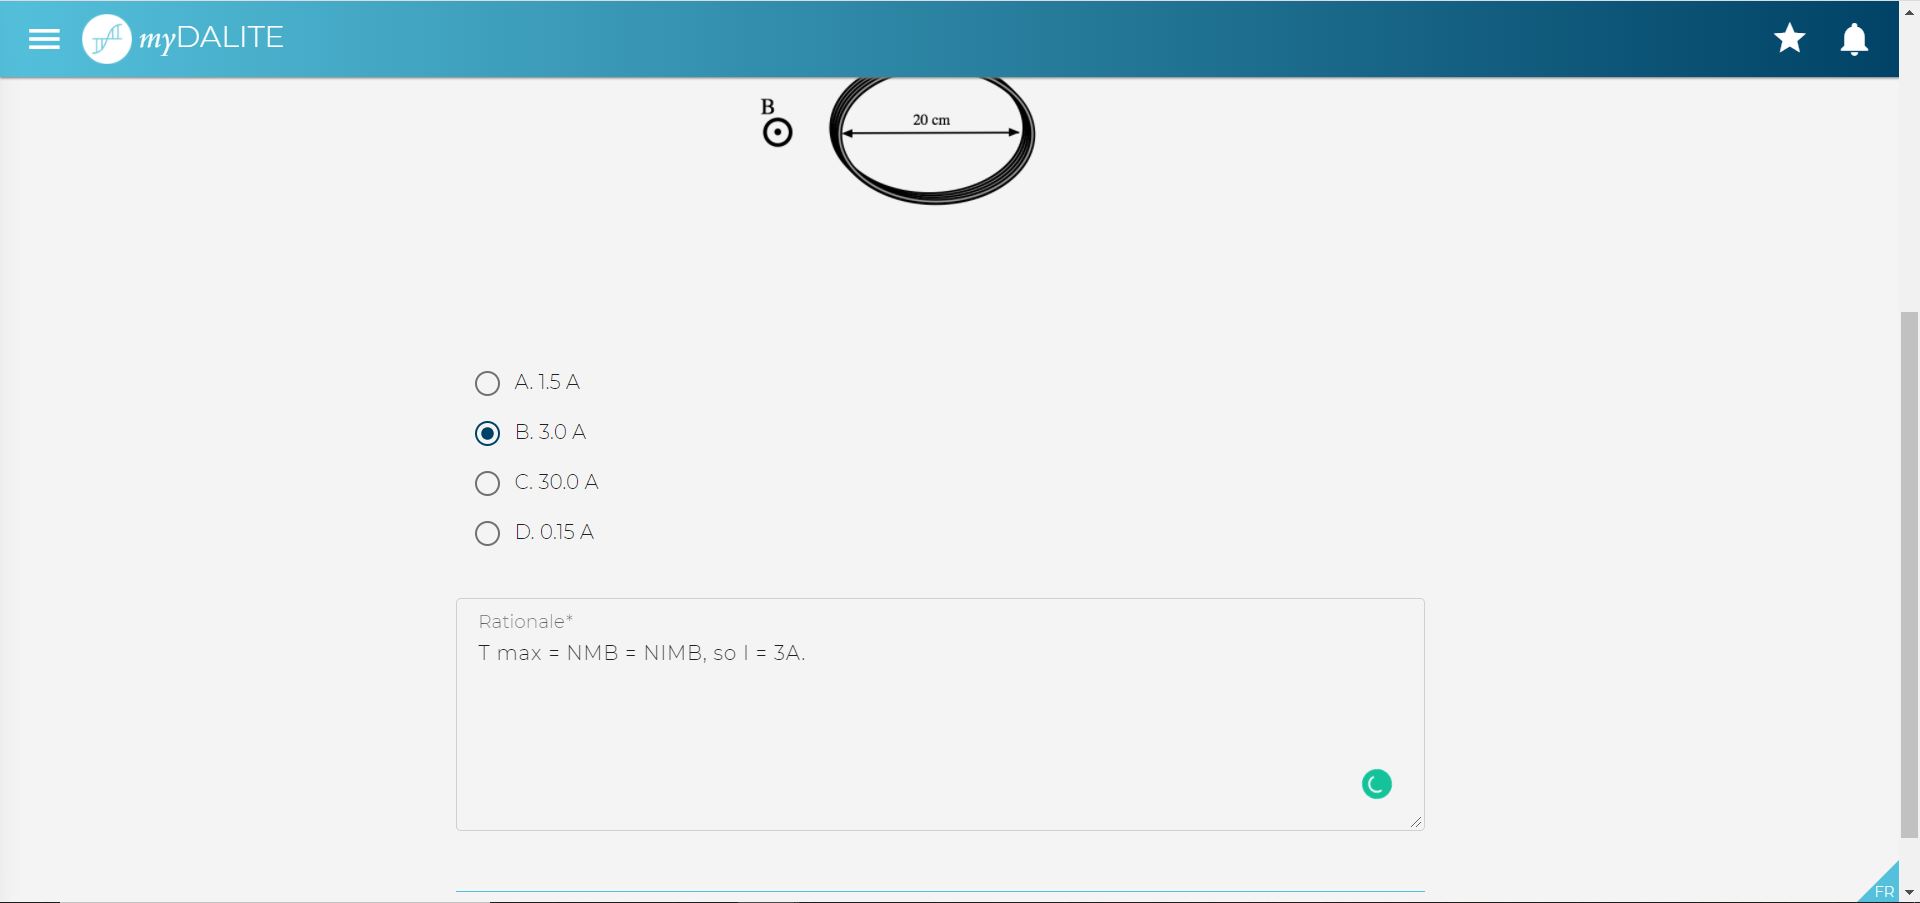 myDALITE
B
20 cm
A. 1.5 A
B. 3.0 A
C. 30.0 A
D. 0.15 A
Rationale*
T max = NMB = NIMB, so I = 3A.
FR